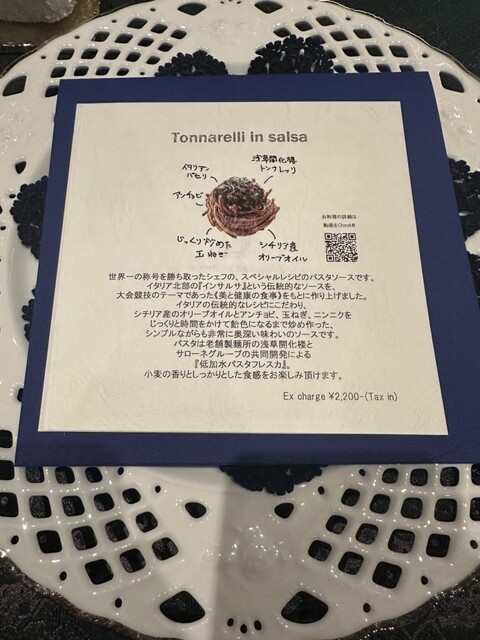 Tonnarelli in salsa
浅草開化楼
トンナレッリ
イタリアン
パセリ
アンチョビ
じっくり炒めた
玉ねぎ
シチリア産
オリーブオイル
お料理の詳細は
動画をCheck!!
世界一の称号を勝ち取ったシェフの、スペシャルレシピのパスタソースです。
イタリア北部の『インサルサ』という伝統的なソースを、
大会競技のテーマであった《美と健康の食事》をもとに作り上げました。
イタリアの伝統的なレシピにこだわり、
シチリア産のオリーブオイルとアンチョビ、玉ねぎ、ニンニクを
じっくりと時間をかけて飴色になるまで炒め作った、
シンプルながらも非常に奥深い味わいのソースです。
パスタは老舗製麺所の浅草開化楼と
サローネグループの共同開発による
『低加水パスタフレスカ』。
小麦の香りとしっかりとした食感をお楽しみ頂けます。
Ex charge ¥2,200-(Tax in)